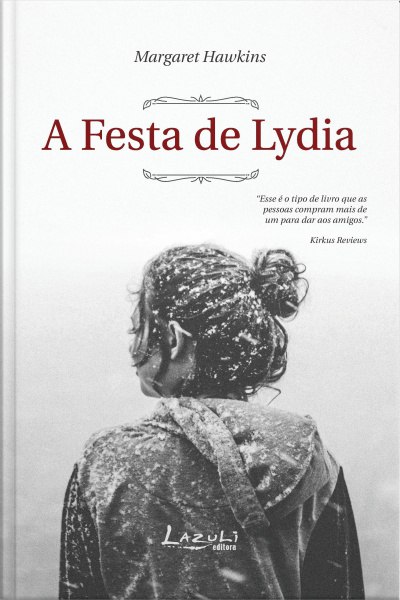 Margaret Hawkins
A Festa de Lydia
"Esse é o tipo de livro que as
pessoas compram mais de
um para dar aos amigos."
Kirkus Reviews
LAZULI
editora